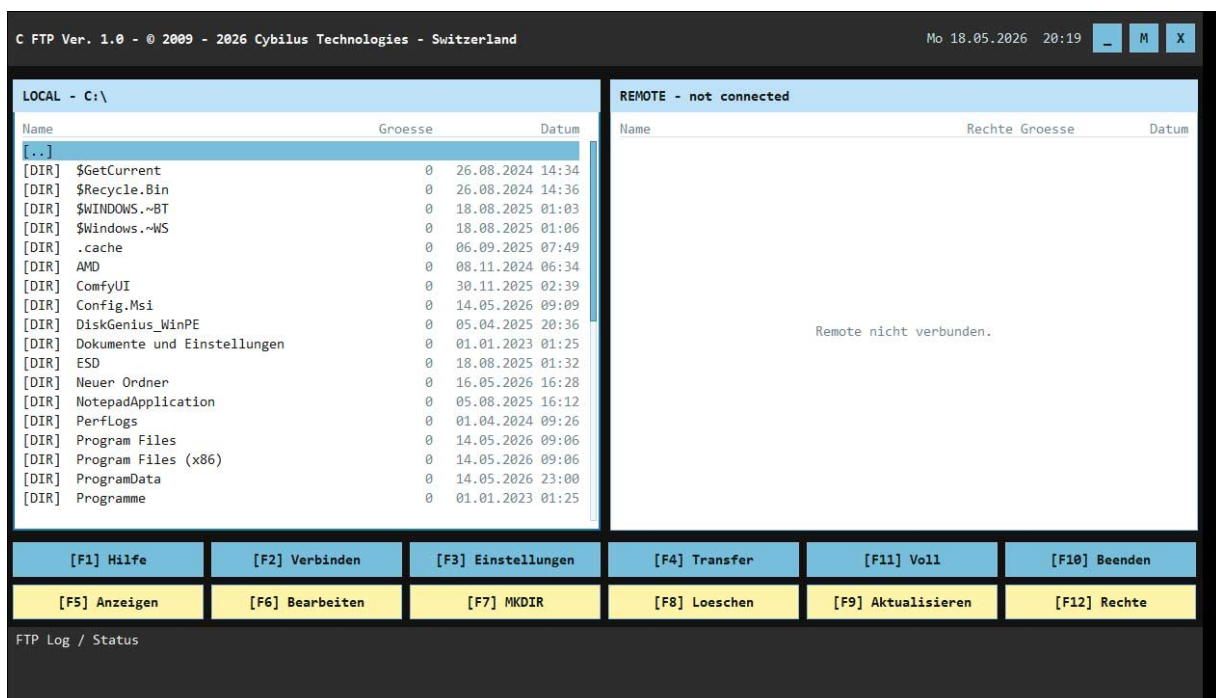 C FTP Ver. 1.0 - © 2009 - 2026 Cybilus Technologies - Switzerland
Mo 18.05.2026 20:19 _ M X
LOCAL - C:\
Name Groesse Datum
[..]
[DIR] $GetCurrent 0 26.08.2024 14:34
[DIR] $Recycle.Bin 0 26.08.2024 14:36
[DIR] $WINDOWS.~BT 0 18.08.2025 01:03
[DIR] $Windows.~WS 0 18.08.2025 01:06
[DIR] .cache 0 06.09.2025 07:49
[DIR] AMD 0 08.11.2024 06:34
[DIR] ComfyUI 0 30.11.2025 02:39
[DIR] Config.Msi 0 14.05.2026 09:09
[DIR] DiskGenius_WinPE 0 05.04.2025 20:36
[DIR] Dokumente und Einstellungen 0 01.01.2023 01:25
[DIR] ESD 0 18.08.2025 01:32
[DIR] Neuer Ordner 0 16.05.2026 16:28
[DIR] NotepadApplication 0 05.08.2025 16:12
[DIR] PerfLogs 0 01.04.2024 09:26
[DIR] Program Files 0 14.05.2026 09:06
[DIR] Program Files (x86) 0 14.05.2026 09:06
[DIR] ProgramData 0 14.05.2026 23:00
[DIR] Programme 0 01.01.2023 01:25
REMOTE - not connected
Name Rechte Groesse Datum
Remote nicht verbunden.
[F1] Hilfe [F2] Verbinden [F3] Einstellungen [F4] Transfer [F11] Voll [F10] Beenden
[F5] Anzeigen [F6] Bearbeiten [F7] MKDIR [F8] Loeschen [F9] Aktualisieren [F12] Rechte
FTP Log / Status